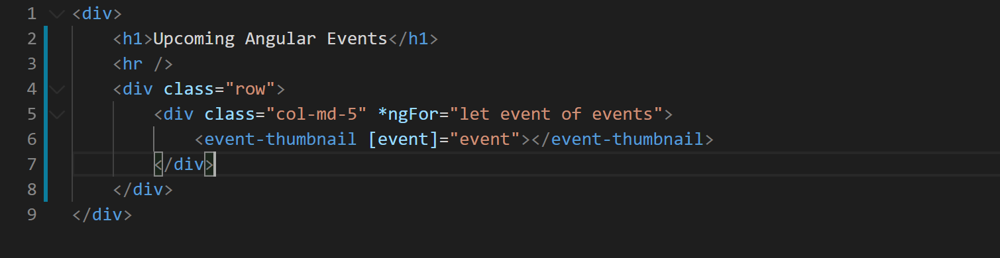 1 <div>
2     <h1>Upcoming Angular Events</h1>
3     <hr />
4     <div class="row">
5         <div class="col-md-5" *ngFor="let event of events">
6             <event-thumbnail [event]="event"></event-thumbnail>
7         </div>
8     </div>
9 </div>